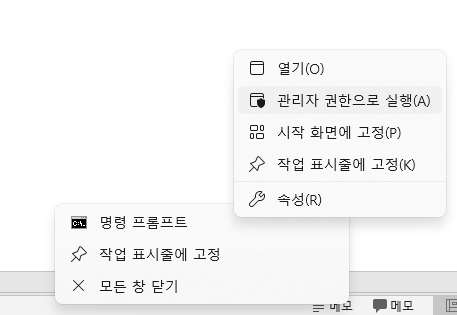 열기(O)
관리자 권한으로 실행(A)
시작 화면에 고정(P)
작업 표시줄에 고정(K)
속성(R)
명령 프롬프트
작업 표시줄에 고정
모든 창 닫기
메모
메모